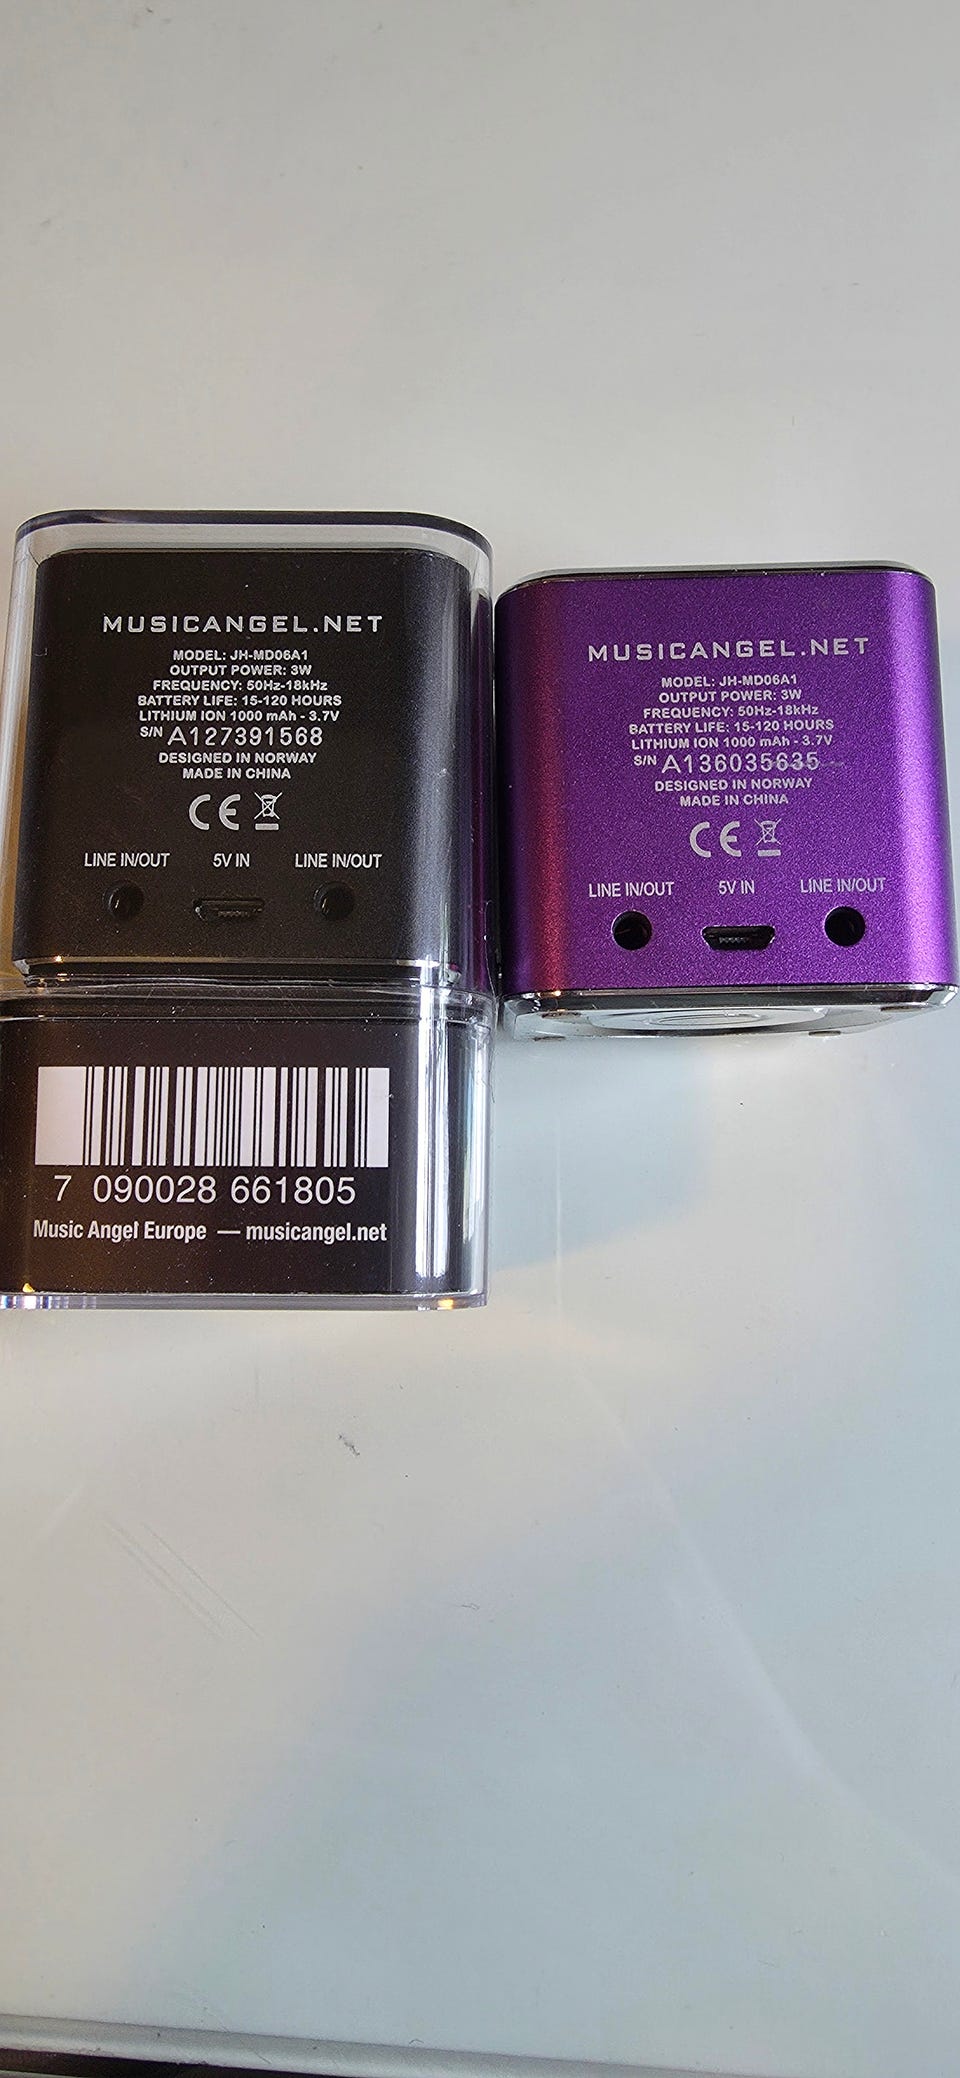 MUSICANGEL.NET
MODEL: JH-MD06A1
OUTPUT POWER: 3W
FREQUENCY: 50Hz-18kHz
BATTERY LIFE: 15-120 HOURS
LITHIUM ION 1000 mAh - 3.7V
S/N A127391568
DESIGNED IN NORWAY
MADE IN CHINA
CE
LINE IN/OUT 5V IN LINE IN/OUT
7 090028 661805
Music Angel Europe — musicangel.net
MUSICANGEL.NET
MODEL: JH-MD06A1
OUTPUT POWER: 3W
FREQUENCY: 50Hz-18kHz
BATTERY LIFE: 15-120 HOURS
LITHIUM ION 1000 mAh - 3.7V
S/N A136035635
DESIGNED IN NORWAY
MADE IN CHINA
CE
LINE IN/OUT 5V IN LINE IN/OUT